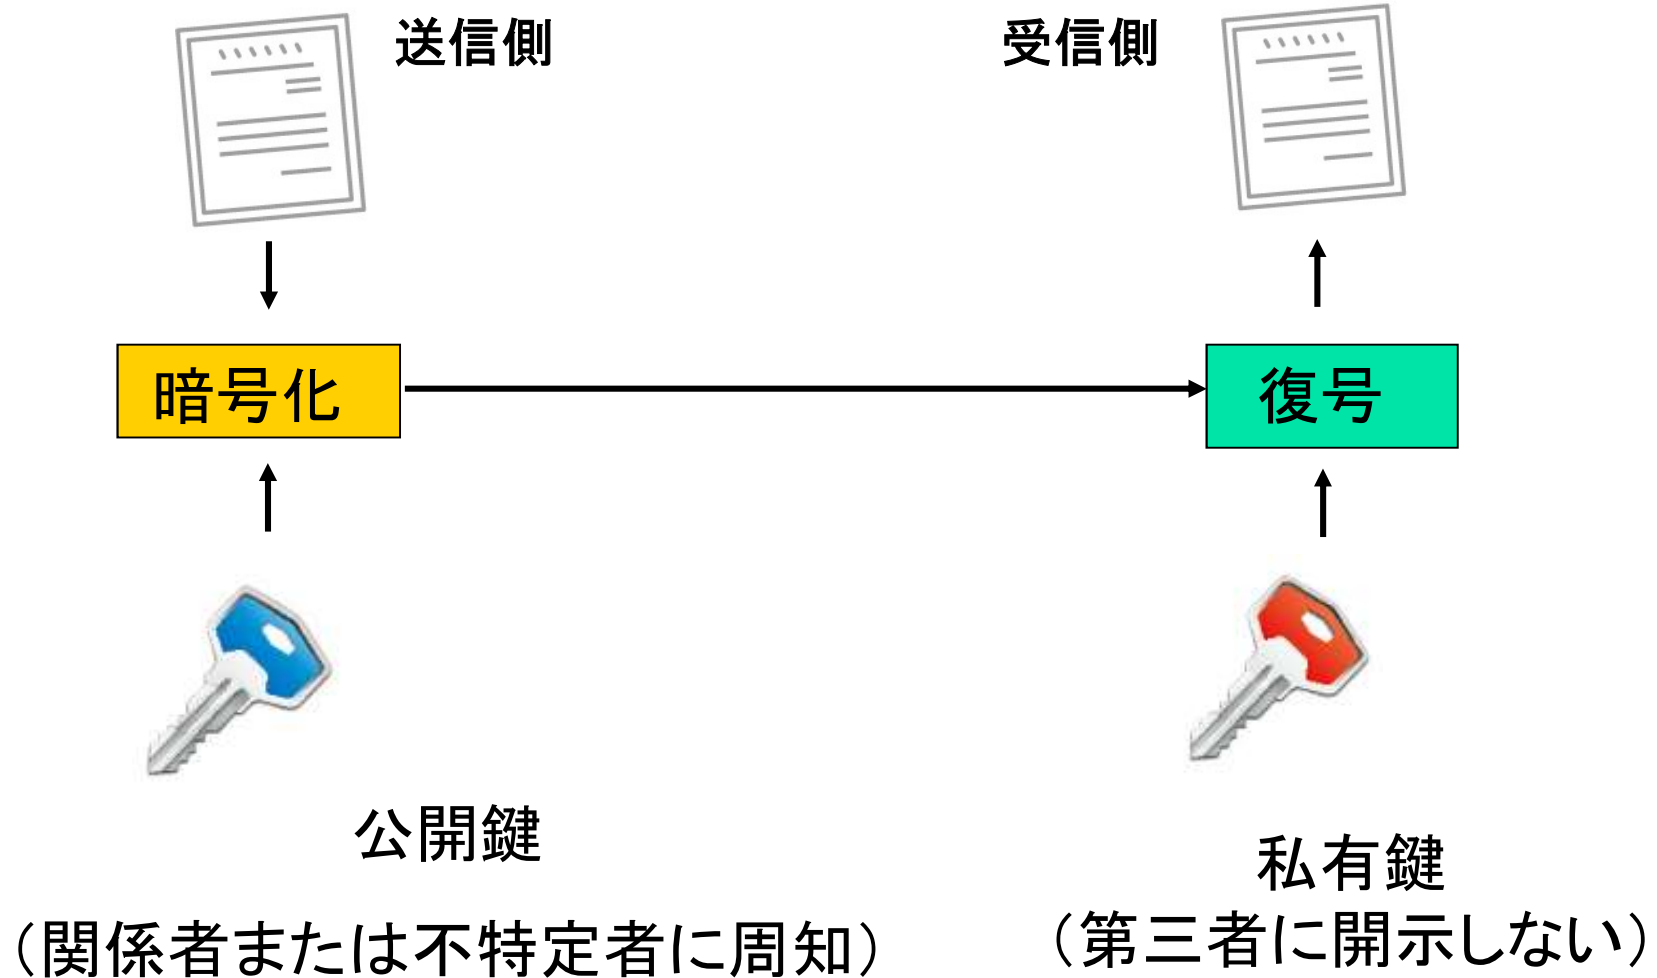 送信側
受信側
暗号化
復号
公開鍵
(関係者または不特定者に周知)
私有鍵
(第三者に開示しない)